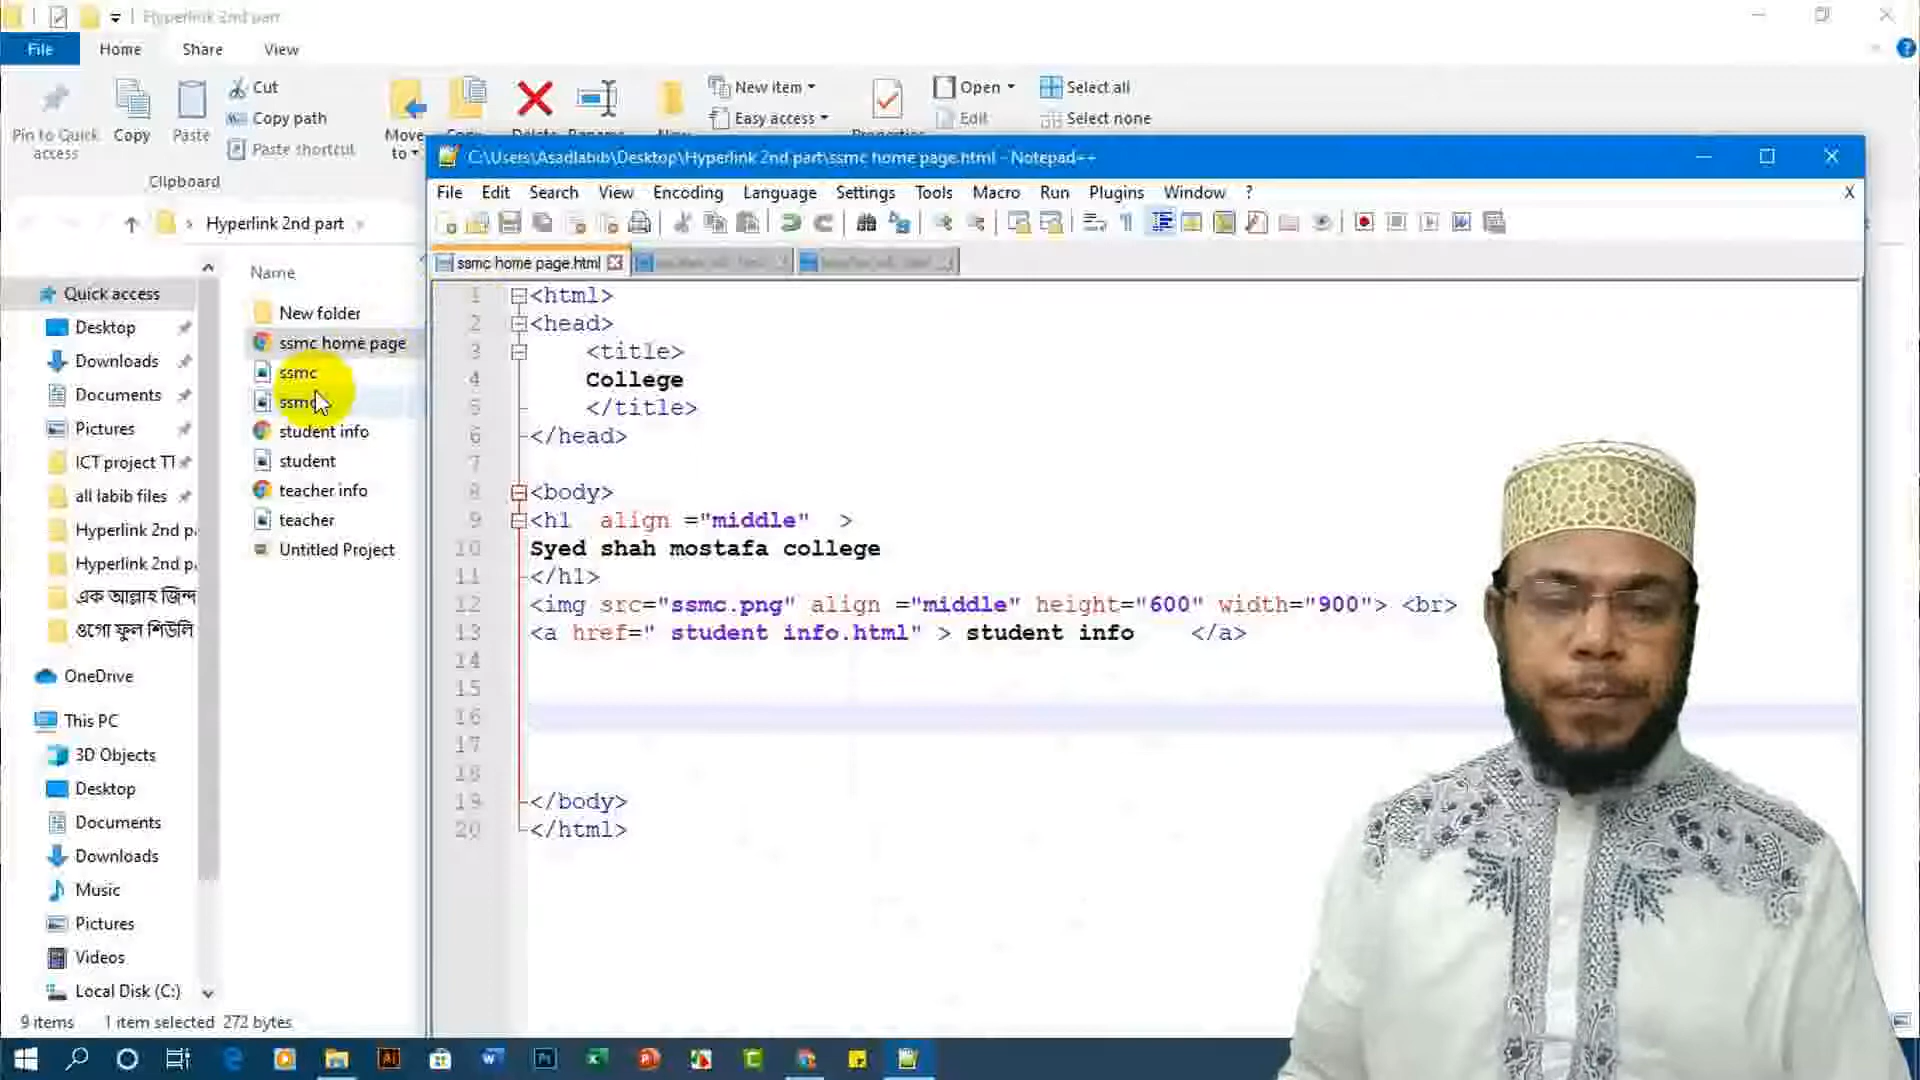 Hyperlink 2nd part
File Home Share View
Pin to Quick access
Copy
Paste
Cut
Copy path
Paste shortcut
Clipboard
Move to
New item
Easy access
Open
Edit
Select all
Select none
Hyperlink 2nd part
C:\Users\Asadlabib\Desktop\Hyperlink 2nd part\ssmc home page.html - Notepad++
File Edit Search View Encoding Language Settings Tools Macro Run Plugins Window ? X
ssmc home page.html
Quick access
Desktop
Downloads
Documents
Pictures
ICT project TT
all labib files
Hyperlink 2nd pa
Hyperlink 2nd pa
এক আল্লাহ জিন্দ
ওগো ফুল শিউলি
OneDrive
This PC
3D Objects
Desktop
Documents
Downloads
Music
Pictures
Videos
Local Disk (C:)
Name
New folder
ssmc home page
ssmc
ssmc
student info
student
teacher info
teacher
Untitled Project
1 <html>
2 <head>
3 <title>
4 College
5 </title>
6 </head>
7
8 <body>
9 <h1 align ="middle" >
10 Syed shah mostafa college
11 </h1>
12 <img src="ssmc.png" align ="middle" height="600" width="900"> <br>
13 <a href=" student info.html" > student info </a>
14
15
16
17
18
19 </body>
20 </html>
9 items 1 item selected 272 bytes